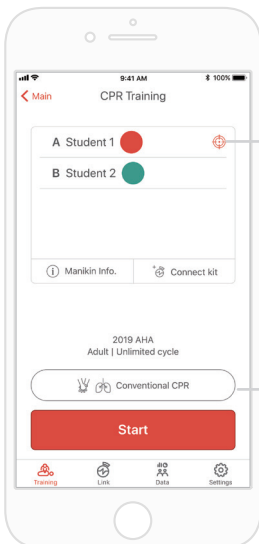 9:41 AM
100%
Main
CPR Training
A Student 1
B Student 2
Manikin Info.
Connect kit
2019 AHA
Adult | Unlimited cycle
Conventional CPR
Start
Training Link Data Settings